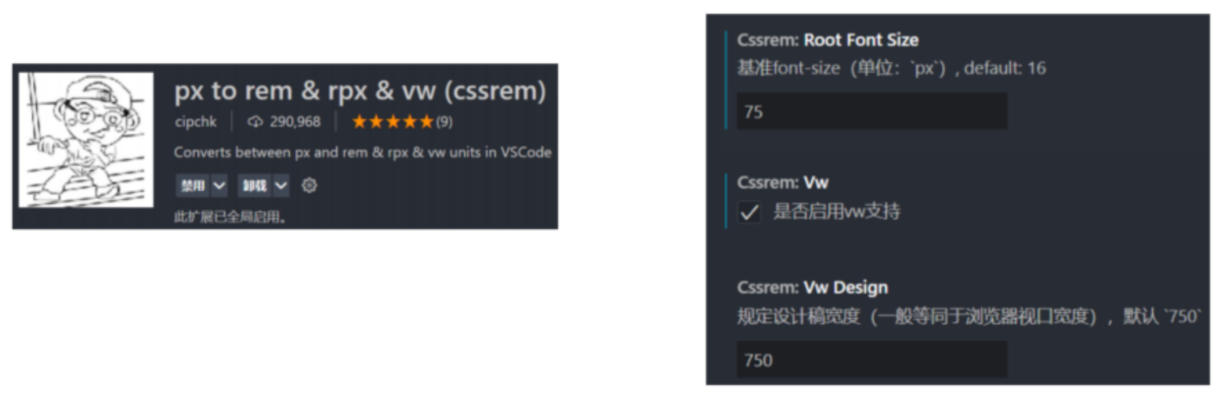 px to rem & rpx & vw (cssrem)
cipchk 290,968 ★★★★★(9)
Converts between px and rem & rpx & vw units in VSCode
禁用 卸载
此扩展已全局启用。
Cssrem: Root Font Size
基准font-size（单位：`px`）, default: 16
75
Cssrem: Vw
是否启用vw支持
Cssrem: Vw Design
规定设计稿宽度（一般等同于浏览器视口宽度），默认 `750`
750